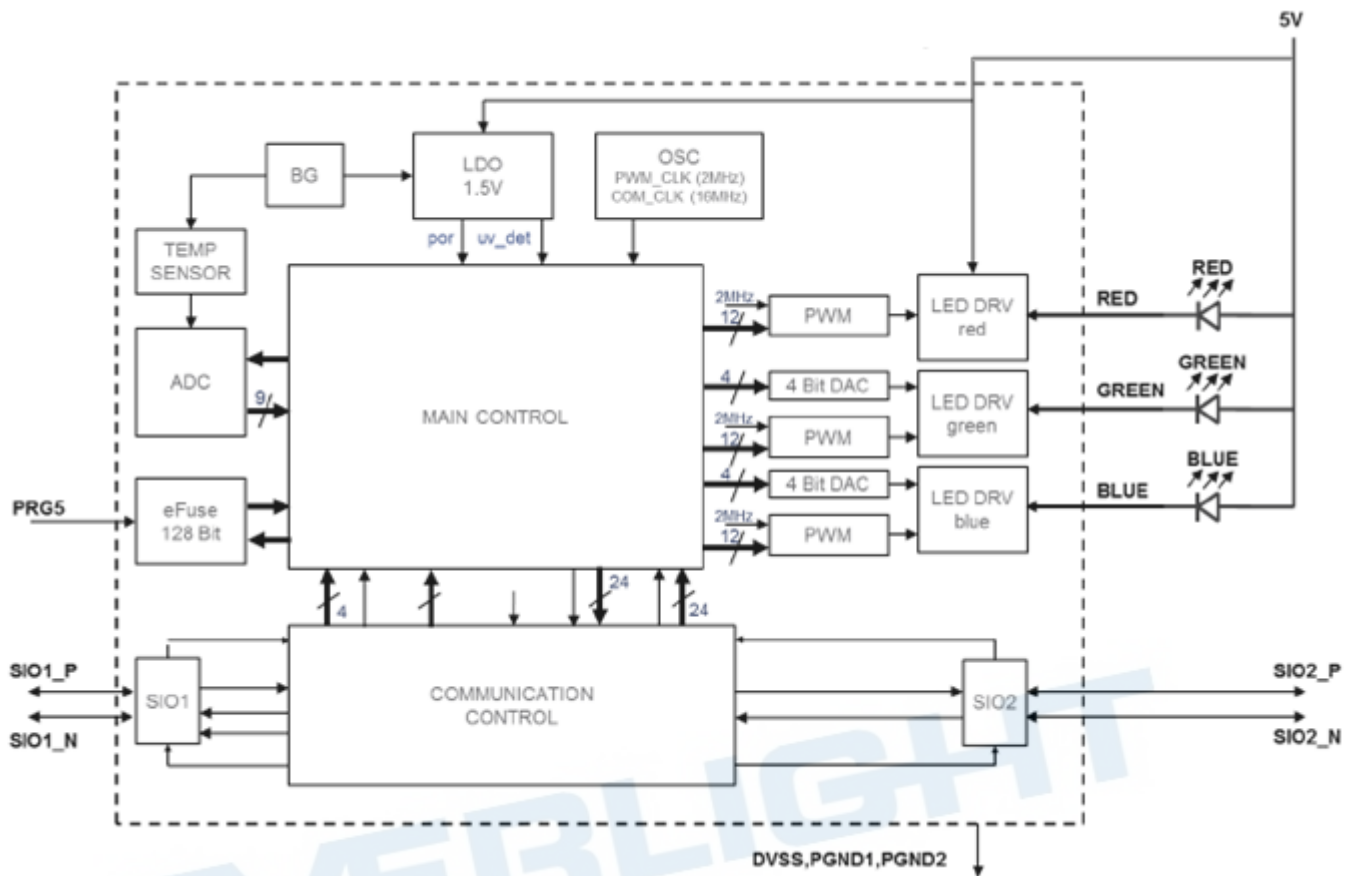 5V
BG
LDO
1.5V
OSC
PWM_CLK (2MHz)
COM_CLK (16MHz)
por
uv_det
TEMP
SENSOR
ADC
9
MAIN CONTROL
2MHz
12
PWM
LED DRV
red
RED
RED
4
4 Bit DAC
2MHz
12
PWM
LED DRV
green
GREEN
GREEN
4
4 Bit DAC
2MHz
12
PWM
LED DRV
blue
BLUE
BLUE
PRG5
eFuse
128 Bit
4
24
24
SIO1_P
SIO1_N
SIO1
COMMUNICATION
CONTROL
SIO2
SIO2_P
SIO2_N
EVERLIGHT
DVSS,PGND1,PGND2